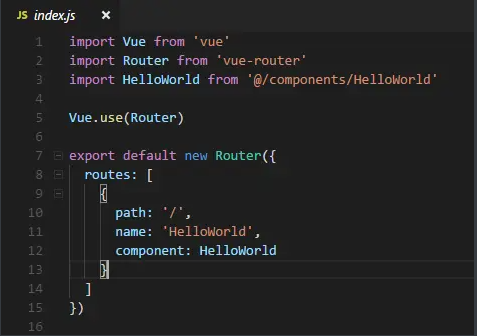 JS index.js ×
1 import Vue from 'vue'
2 import Router from 'vue-router'
3 import HelloWorld from '@/components/HelloWorld'
4
5 Vue.use(Router)
6
7 export default new Router({
8   routes: [
9     {
10       path: '/',
11       name: 'HelloWorld',
12       component: HelloWorld
13     }
14   ]
15 })
16